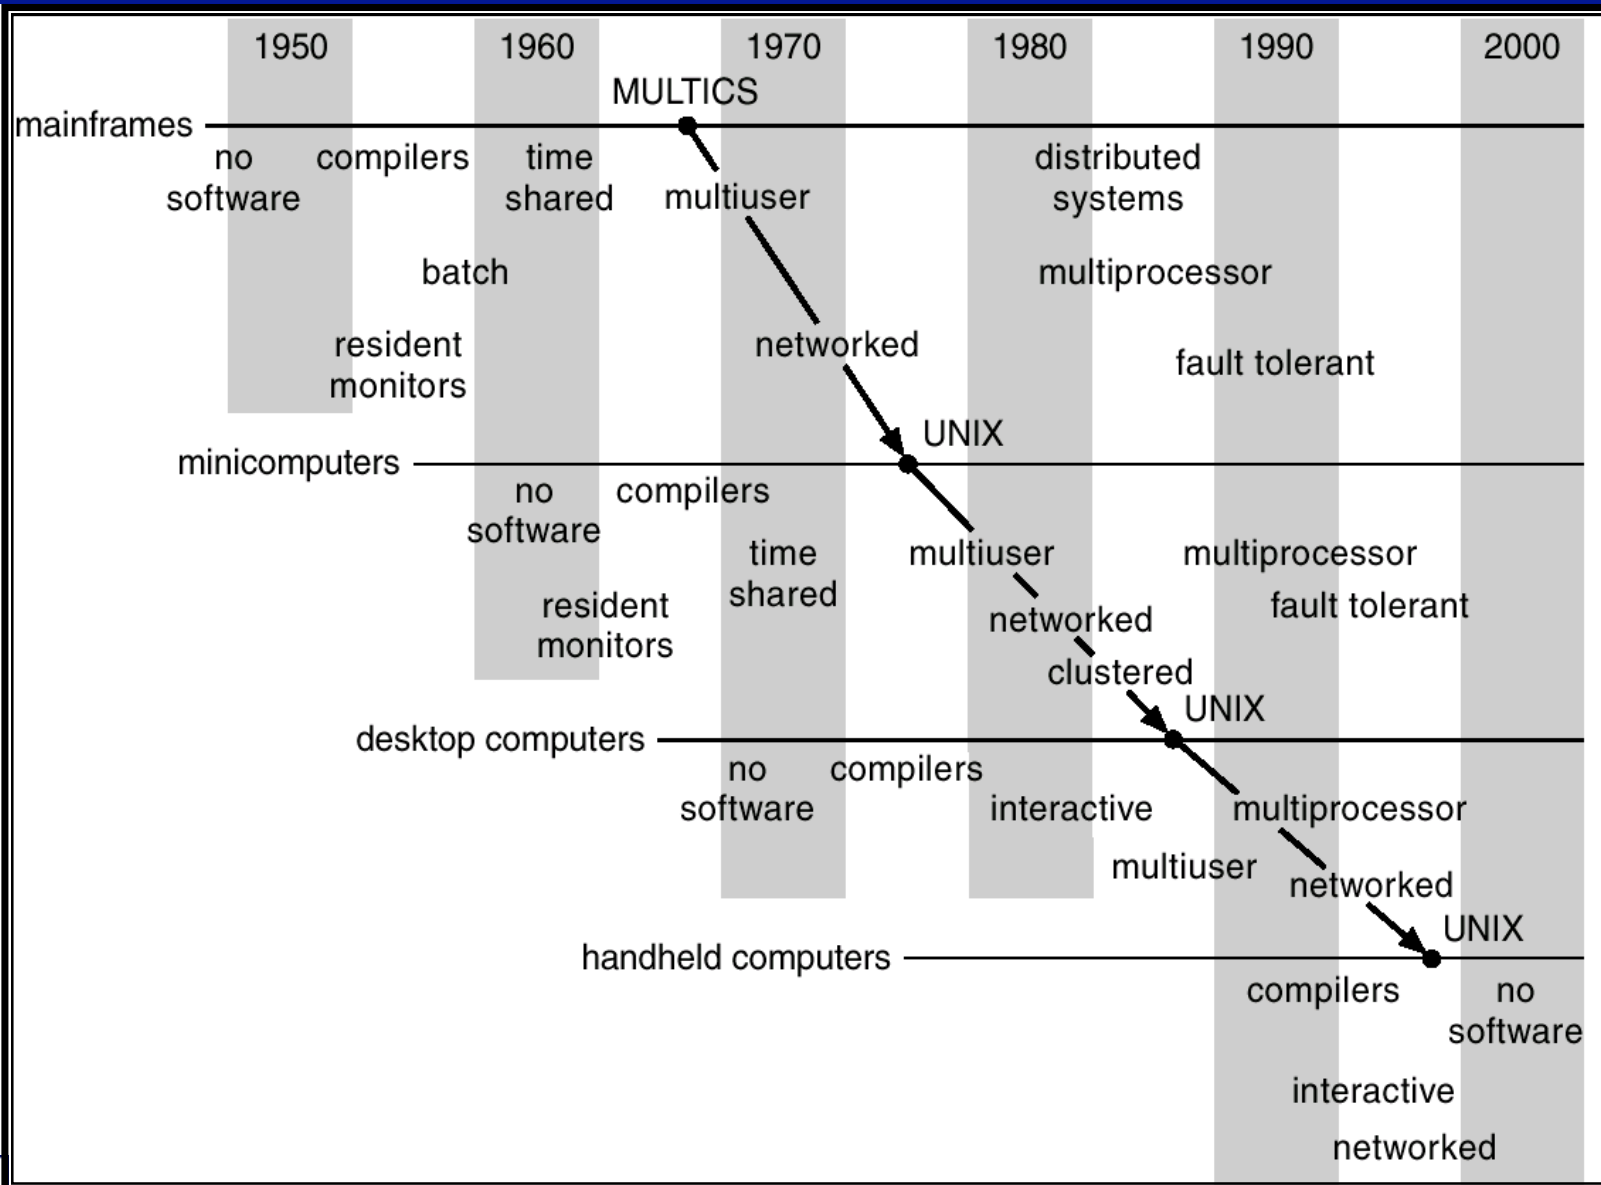 1950 1960 1970 1980 1990 2000
MULTICS
mainframes
no compilers time distributed
software shared multiuser systems
batch multiprocessor
resident networked
monitors fault tolerant
UNIX
minicomputers
no compilers
software
time multiuser multiprocessor
shared
resident networked fault tolerant
monitors
clustered
UNIX
desktop computers
no compilers
software interactive multiprocessor
multiuser
networked
UNIX
handheld computers
compilers no
software
interactive
networked